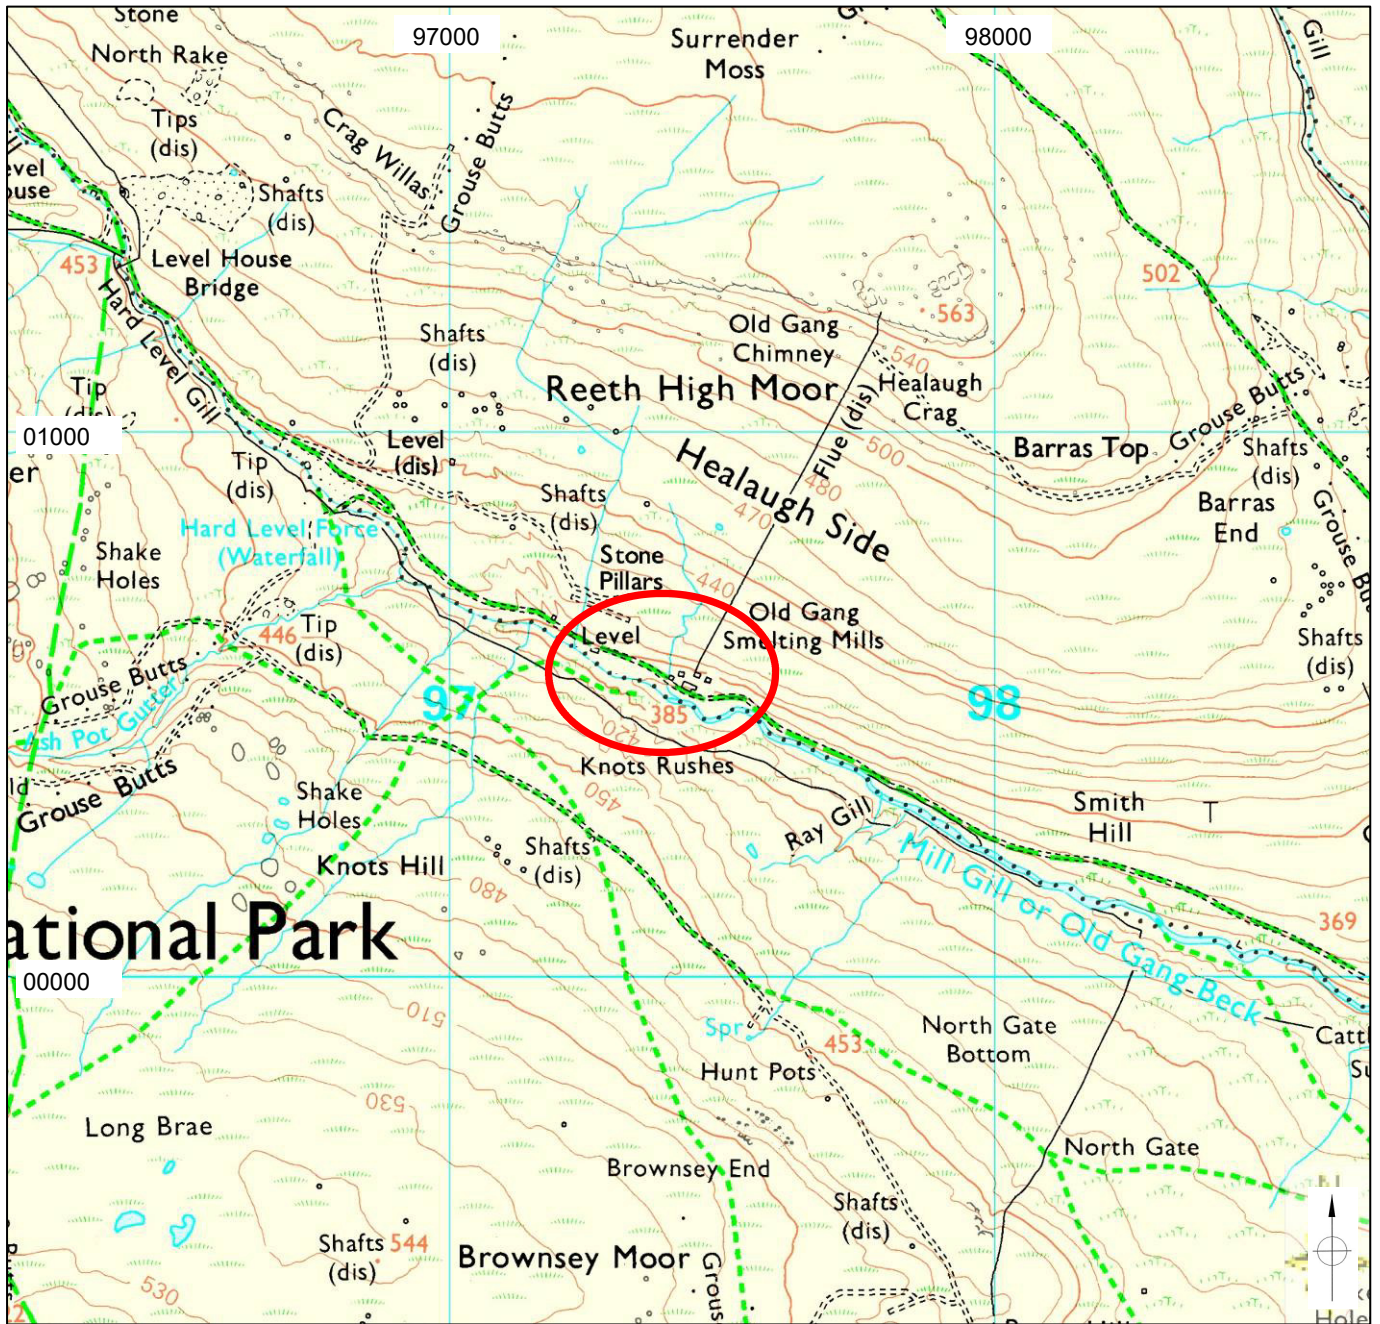 Stone
97000
98000
G.
Gill
Surrender
Moss
North Rake
Tips
(dis)
Crag Willas
Grouse Butts
Shafts
(dis)
453
Level House
Bridge
502
Hard Level Gill
563
Old Gang
Chimney
Shafts
(dis)
540
Tip
Reeth High Moor
Healaugh
Crag
Grouse Butts
Flue (dis)
01000
Level
(dis)
500
Barras Top
Shafts
(dis)
Tip
(dis)
Healaugh Side
480
470
Shafts
(dis)
Barras
End
Grouse Bu
Hard Level Force
(Waterfall)
Shake
Holes
Stone
Pillars
440
Old Gang
Smelting Mills
Level
446
Tip
(dis)
Shafts
(dis)
Grouse Butts
97
98
385
420
Ash Pot Gutter
Knots Rushes
Grouse Butts
450
Shake
Holes
Smith
Hill
T
Ray Gill
Shafts
(dis)
Mill Gill or Old Gang Beck
Knots Hill
480
369
ational Park
00000
510
Spr
453
North Gate
Bottom
Cattl
Hunt Pots
530
Long Brae
North Gate
Brownsey End
Shafts
(dis)
Shafts
(dis)
544
Brownsey Moor
Grous
530
Hole